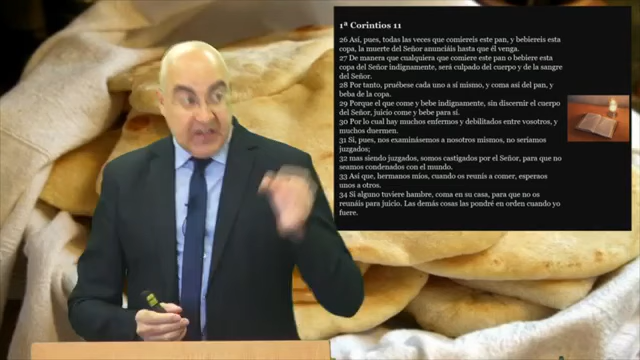 1ª Corintios 11
26 Así, pues, todas las veces que comiereis este pan, y bebiereis esta
copa, la muerte del Señor anunciáis hasta que él venga.
27 De manera que cualquiera que comiere este pan o bebiere esta
copa del Señor indignamente, será culpado del cuerpo y de la sangre
del Señor.
28 Por tanto, pruébese cada uno a sí mismo, y coma así del pan, y
beba de la copa.
29 Porque el que come y bebe indignamente, sin discernir el cuerpo
del Señor, juicio come y bebe para sí.
30 Por lo cual hay muchos enfermos y debilitados entre vosotros, y
muchos duermen.
31 Si, pues, nos examinásemos a nosotros mismos, no seríamos
juzgados;
32 mas siendo juzgados, somos castigados por el Señor, para que no
seamos condenados con el mundo.
33 Así que, hermanos míos, cuando os reunís a comer, esperaos
unos a otros.
34 Si alguno tuviere hambre, coma en su casa, para que no os
reunáis para juicio. Las demás cosas las pondré en orden cuando yo
fuere.